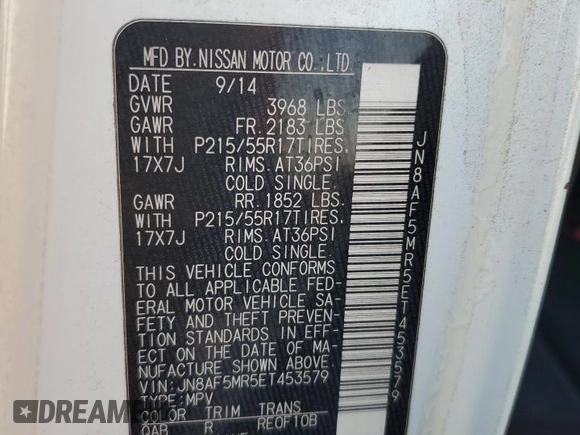 MFD BY.NISSAN MOTOR CO.,LTD
DATE 9/14
GVWR 3968 LBS
GAWR FR.2183 LBS
WITH P215/55R17TIRES.
17X7J RIMS.AT36PSI
COLD SINGLE.
GAWR RR.1852 LBS.
WITH P215/55R17TIRES.
17X7J RIMS.AT36PSI
COLD SINGLE.
THIS VEHICLE CONFORMS
TO ALL APPLICABLE FED-
ERAL MOTOR VEHICLE SA-
FETY AND THEFT PREVEN-
TION STANDARDS IN EFF-
ECT ON THE DATE OF MA-
NUFACTURE SHOWN ABOVE.
VIN:JN8AF5MR5ET453579
TYPE:MPV
COLOR TRIM TRANS
QAB R RE0F10B
JN8AF5MR5ET453579
DEALERHISTORY.COM